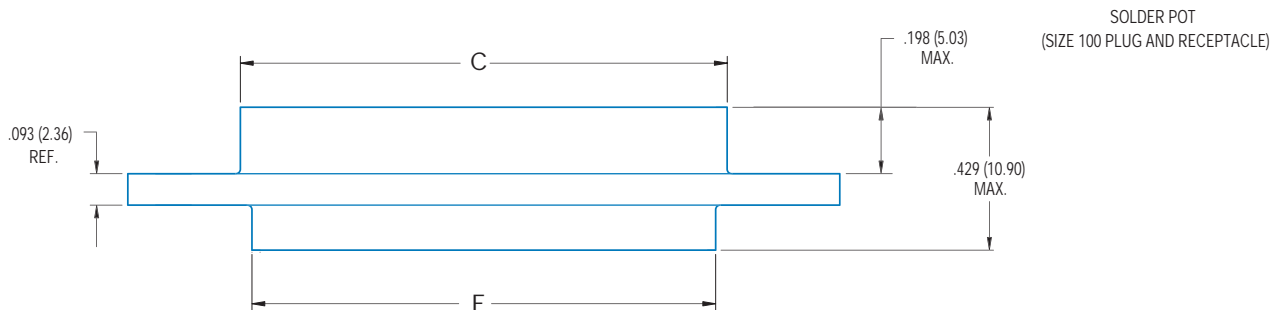 SOLDER POT
(SIZE 100 PLUG AND RECEPTACLE)
.198 (5.03)
MAX.
C
.093 (2.36)
REF.
.429 (10.90)
MAX.
F